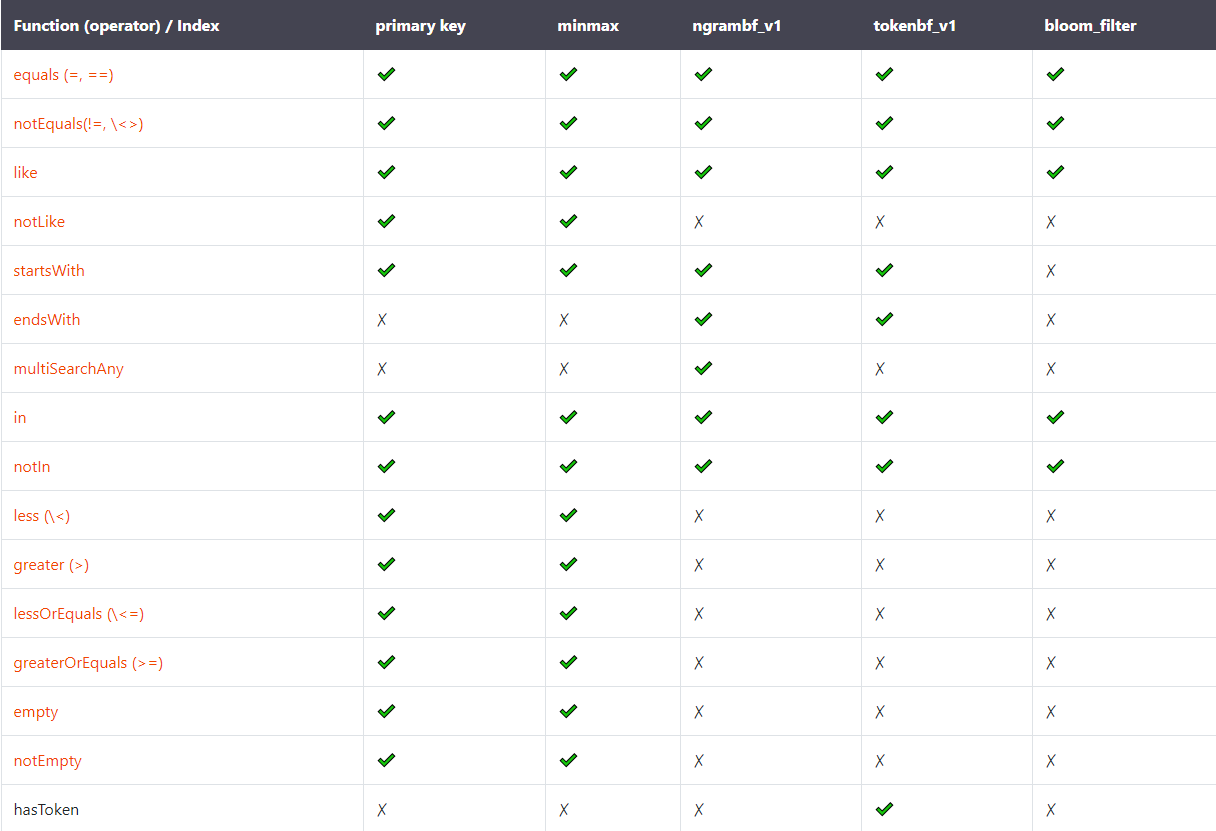 Function (operator) / Index primary key minmax ngrambf_v1 tokenbf_v1 bloom_filter
equals (=, ==) ✔ ✔ ✔ ✔ ✔
notEquals(!=, \<>) ✔ ✔ ✔ ✔ ✔
like ✔ ✔ ✔ ✔ ✔
notLike ✔ ✔ ✗ ✗ ✗
startsWith ✔ ✔ ✔ ✔ ✗
endsWith ✗ ✗ ✔ ✔ ✗
multiSearchAny ✗ ✗ ✔ ✗ ✗
in ✔ ✔ ✔ ✔ ✔
notIn ✔ ✔ ✔ ✔ ✔
less (\<) ✔ ✔ ✗ ✗ ✗
greater (>) ✔ ✔ ✗ ✗ ✗
lessOrEquals (\<=) ✔ ✔ ✗ ✗ ✗
greaterOrEquals (>=) ✔ ✔ ✗ ✗ ✗
empty ✔ ✔ ✗ ✗ ✗
notEmpty ✔ ✔ ✗ ✗ ✗
hasToken ✗ ✗ ✗ ✔ ✗